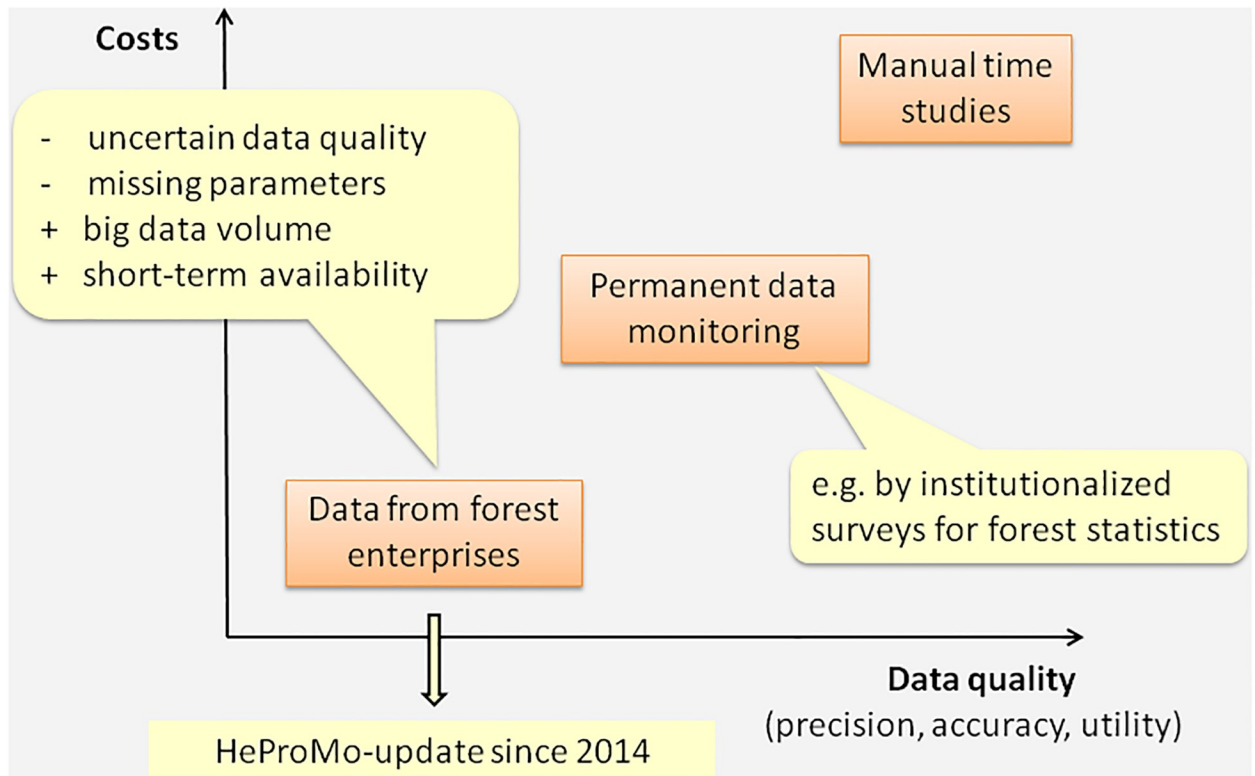 Costs
Manual time
studies
- uncertain data quality
- missing parameters
+ big data volume
+ short-term availability
Permanent data
monitoring
e.g. by institutionalized
surveys for forest statistics
Data from forest
enterprises
Data quality
(precision, accuracy, utility)
HeProMo-update since 2014